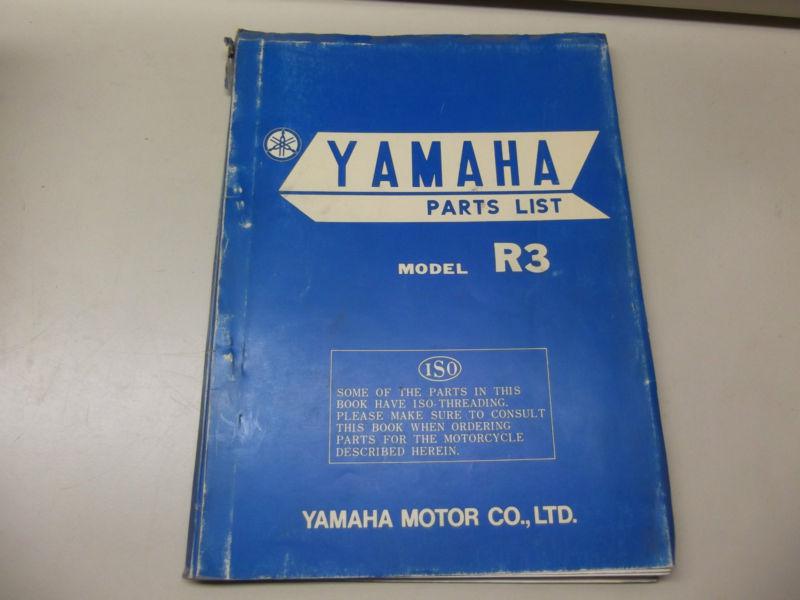 YAMAHA
PARTS LIST
MODEL R3
ISO
SOME OF THE PARTS IN THIS
BOOK HAVE ISO-THREADING.
PLEASE MAKE SURE TO CONSULT
THIS BOOK WHEN ORDERING
PARTS FOR THE MOTORCYCLE
DESCRIBED HEREIN.
YAMAHA MOTOR CO., LTD.